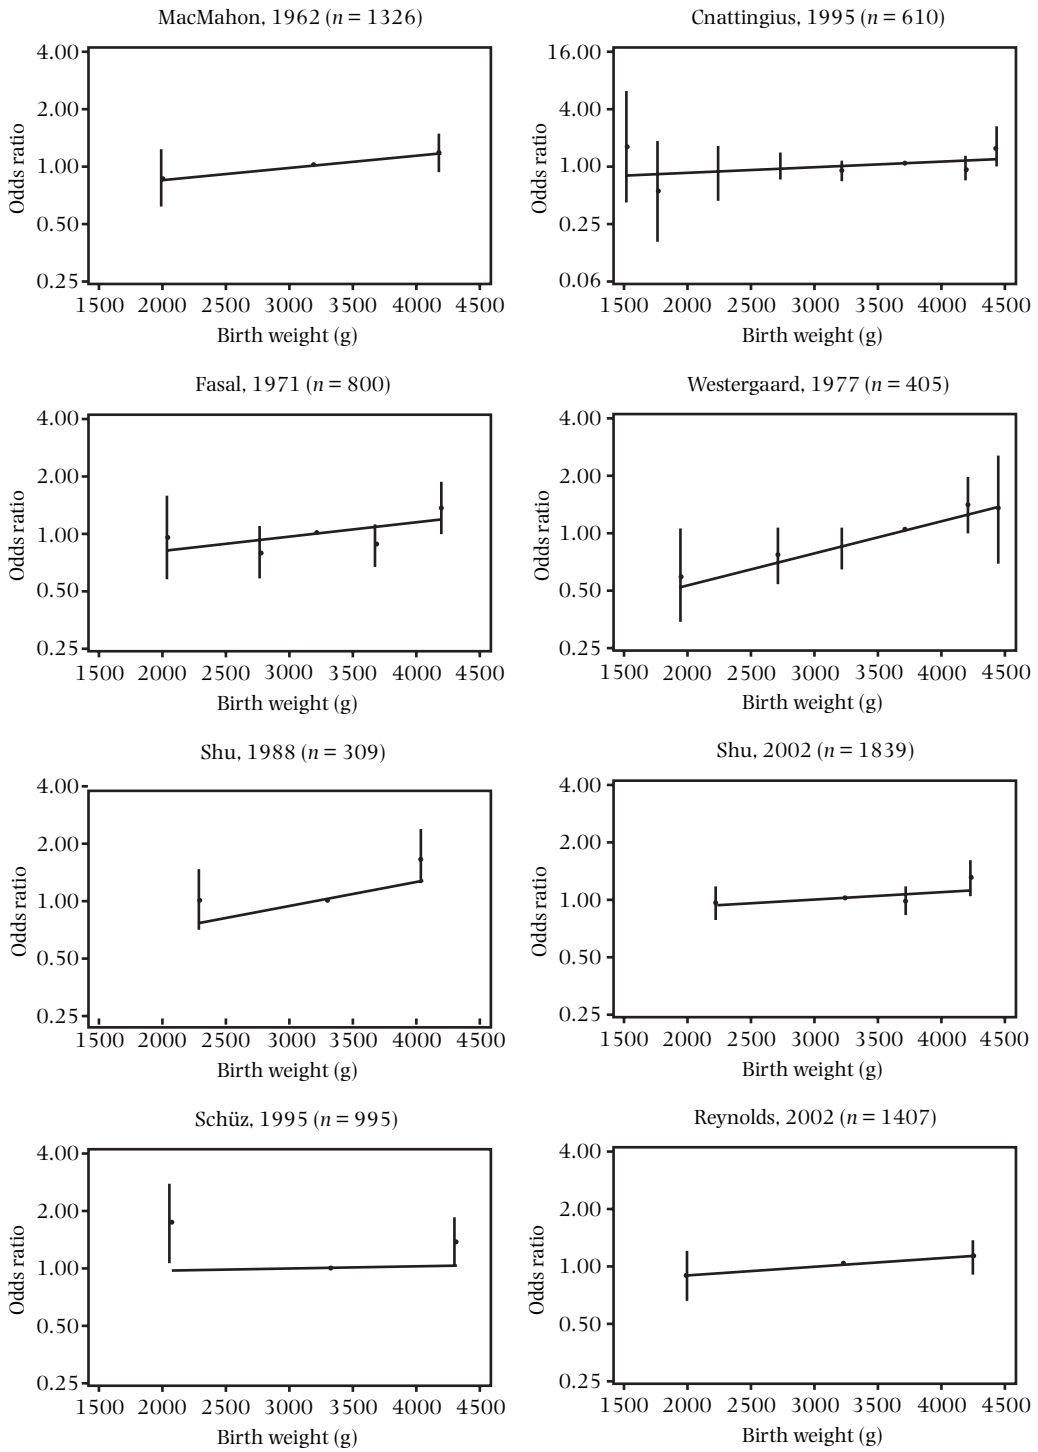 MacMahon, 1962 (n = 1326)
4.00
2.00
1.00
0.50
0.25
Odds ratio
1500 2000 2500 3000 3500 4000 4500
Birth weight (g)
Cnattingius, 1995 (n = 610)
16.00
4.00
1.00
0.25
0.06
Odds ratio
1500 2000 2500 3000 3500 4000 4500
Birth weight (g)
Fasal, 1971 (n = 800)
4.00
2.00
1.00
0.50
0.25
Odds ratio
1500 2000 2500 3000 3500 4000 4500
Birth weight (g)
Westergaard, 1977 (n = 405)
4.00
2.00
1.00
0.50
0.25
Odds ratio
1500 2000 2500 3000 3500 4000 4500
Birth weight (g)
Shu, 1988 (n = 309)
4.00
2.00
1.00
0.50
0.25
Odds ratio
1500 2000 2500 3000 3500 4000 4500
Birth weight (g)
Shu, 2002 (n = 1839)
4.00
2.00
1.00
0.50
0.25
Odds ratio
1500 2000 2500 3000 3500 4000 4500
Birth weight (g)
Schüz, 1995 (n = 995)
4.00
2.00
1.00
0.50
0.25
Odds ratio
1500 2000 2500 3000 3500 4000 4500
Birth weight (g)
Reynolds, 2002 (n = 1407)
4.00
2.00
1.00
0.50
0.25
Odds ratio
1500 2000 2500 3000 3500 4000 4500
Birth weight (g)